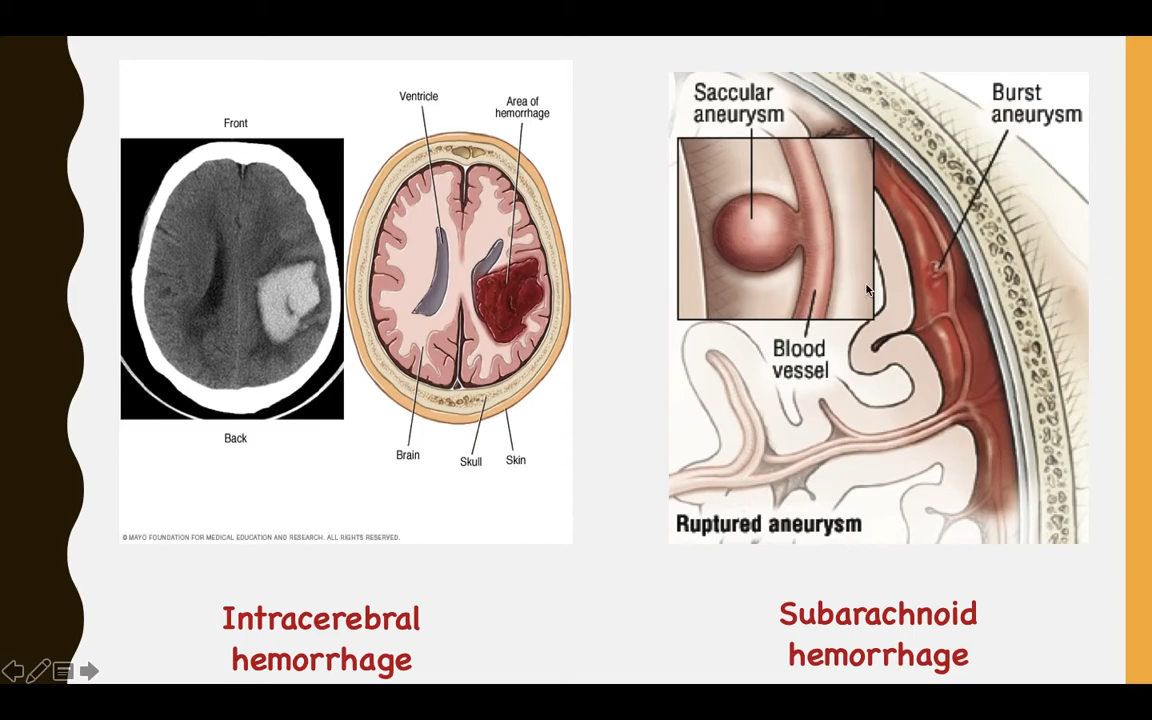 Front
Back
Ventricle
Area of
hemorrhage
Brain
Skull
Skin
© MAYO FOUNDATION FOR MEDICAL EDUCATION AND RESEARCH. ALL RIGHTS RESERVED.
Intracerebral
hemorrhage
Saccular
aneurysm
Burst
aneurysm
Blood
vessel
Ruptured aneurysm
Subarachnoid
hemorrhage